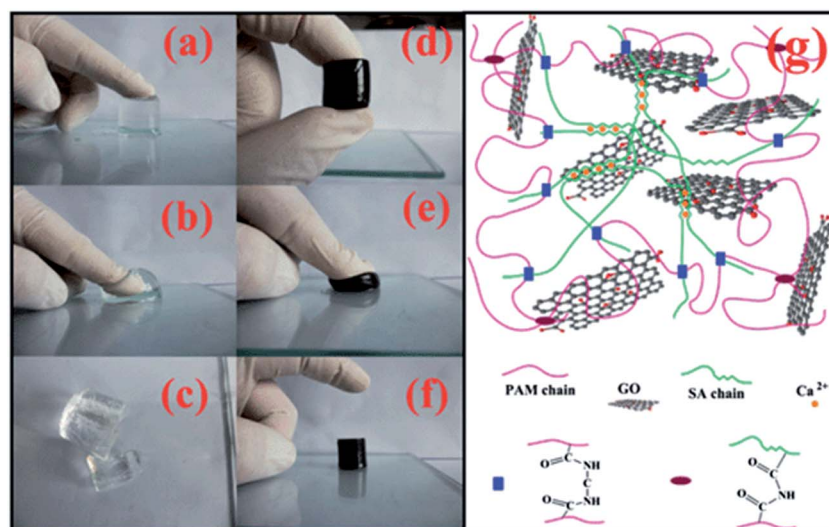 (a)
(d)
(g)
(b)
(e)
(c)
(f)
PAM chain
GO
SA chain
Ca2+
O
C
NH
C
O
C
NH
O
C
NH
O
C